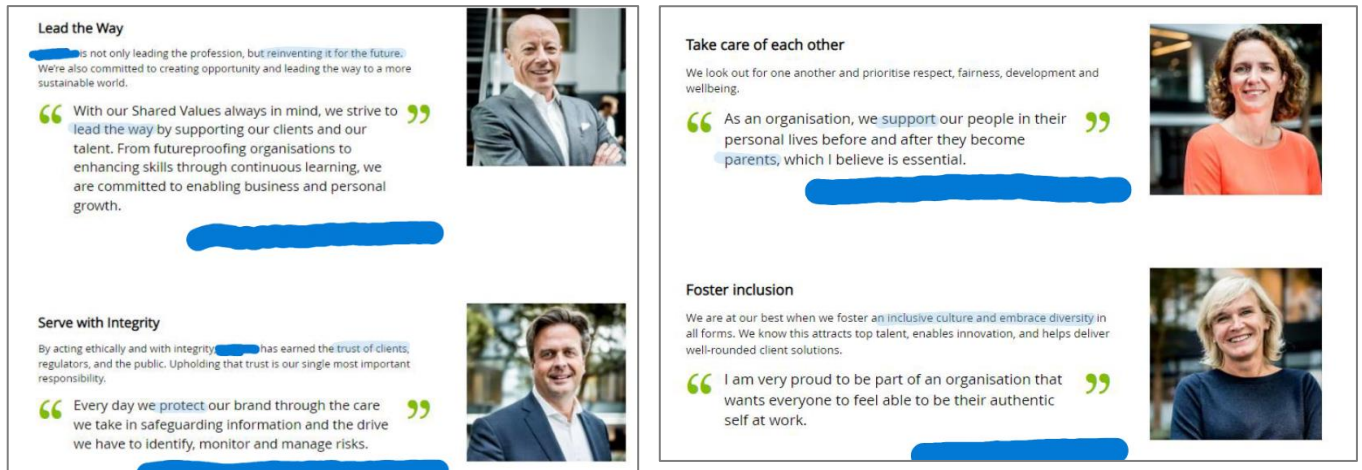 Lead the Way
is not only leading the profession, but reinventing it for the future.
We're also committed to creating opportunity and leading the way to a more
sustainable world.
“ With our Shared Values always in mind, we strive to ”
lead the way by supporting our clients and our
talent. From futureproofing organisations to
enhancing skills through continuous learning, we
are committed to enabling business and personal
growth.
Serve with Integrity
By acting ethically and with integrity, has earned the trust of clients,
regulators, and the public. Upholding that trust is our single most important
responsibility.
“ Every day we protect our brand through the care ”
we take in safeguarding information and the drive
we have to identify, monitor and manage risks.
Take care of each other
We look out for one another and prioritise respect, fairness, development and
wellbeing.
“ As an organisation, we support our people in their ”
personal lives before and after they become
parents, which I believe is essential.
Foster inclusion
We are at our best when we foster an inclusive culture and embrace diversity in
all forms. We know this attracts top talent, enables innovation, and helps deliver
well-rounded client solutions.
“ I am very proud to be part of an organisation that ”
wants everyone to feel able to be their authentic
self at work.